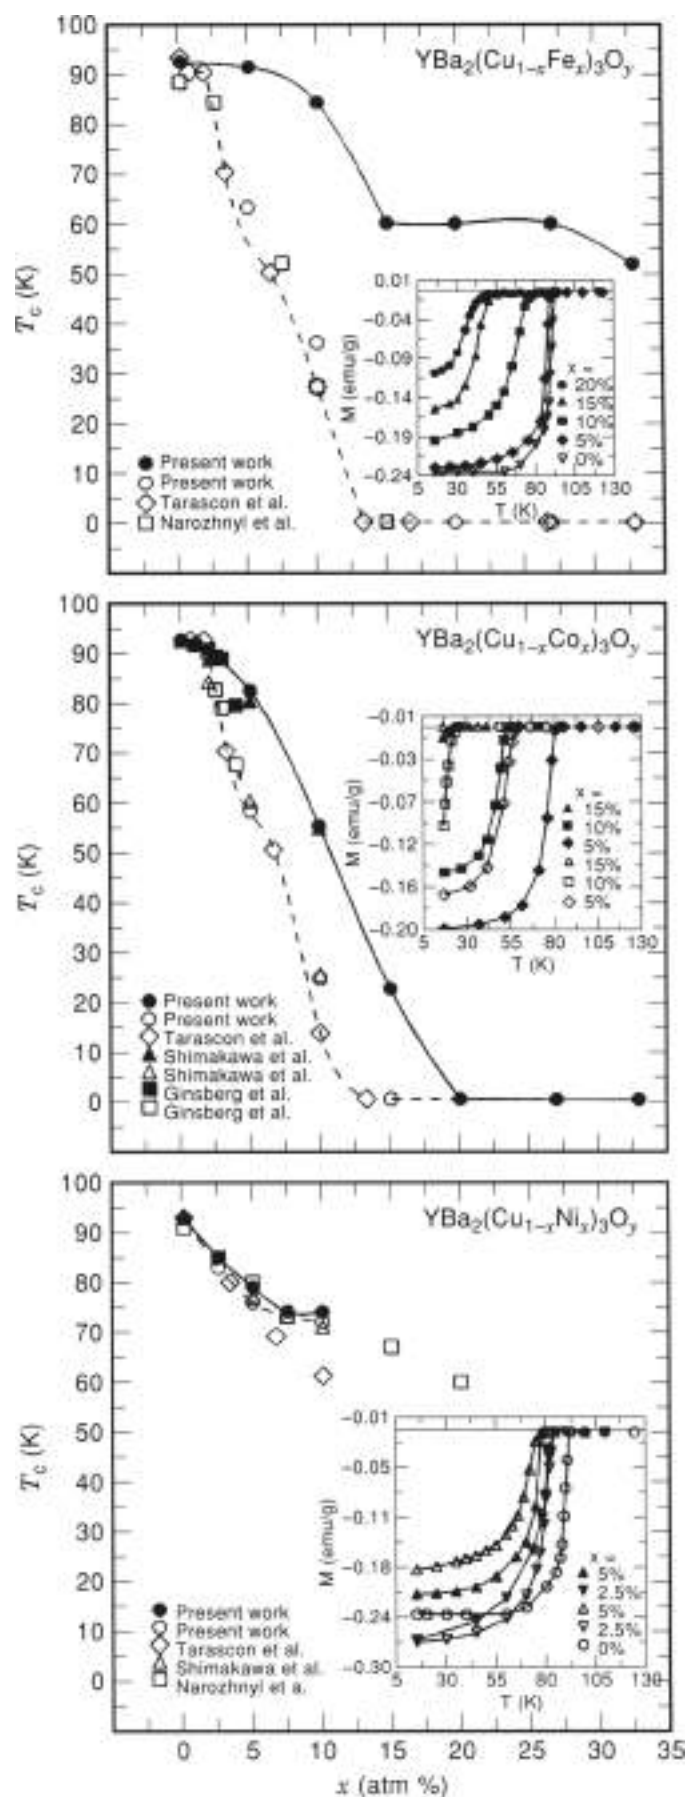 100
90
80
70
60
50
40
30
20
10
0
T_c (K)
YBa₂(Cu₁₋ₓFeₓ)₃O_y
Present work
Present work
Tarascon et al.
Narozhnyl et al.
0.01
−0.04
−0.09
−0.14
−0.19
−0.24
M (emu/g)
x =
20%
15%
10%
5%
0%
5 30 55 80 105 130
T (K)
100
90
80
70
60
50
40
30
20
10
0
T_c (K)
YBa₂(Cu₁₋ₓCoₓ)₃O_y
Present work
Present work
Tarascon et al.
Shimakawa et al.
Shimakawa et al.
Ginsberg et al.
Ginsberg et al.
−0.01
−0.03
−0.07
−0.12
−0.16
−0.20
M (emu/g)
x =
15%
10%
5%
15%
10%
5%
5 30 55 80 105 130
T (K)
100
90
80
70
60
50
40
30
20
10
0
T_c (K)
YBa₂(Cu₁₋ₓNiₓ)₃O_y
Present work
Present work
Tarascon et al.
Shimakawa et al.
Narozhnyl et a.
−0.01
−0.05
−0.11
−0.18
−0.24
−0.30
M (emu/g)
x =
5%
2.5%
5%
2.5%
0%
5 30 55 80 105 130
T (K)
0 5 10 15 20 25 30 35
x (atm %)